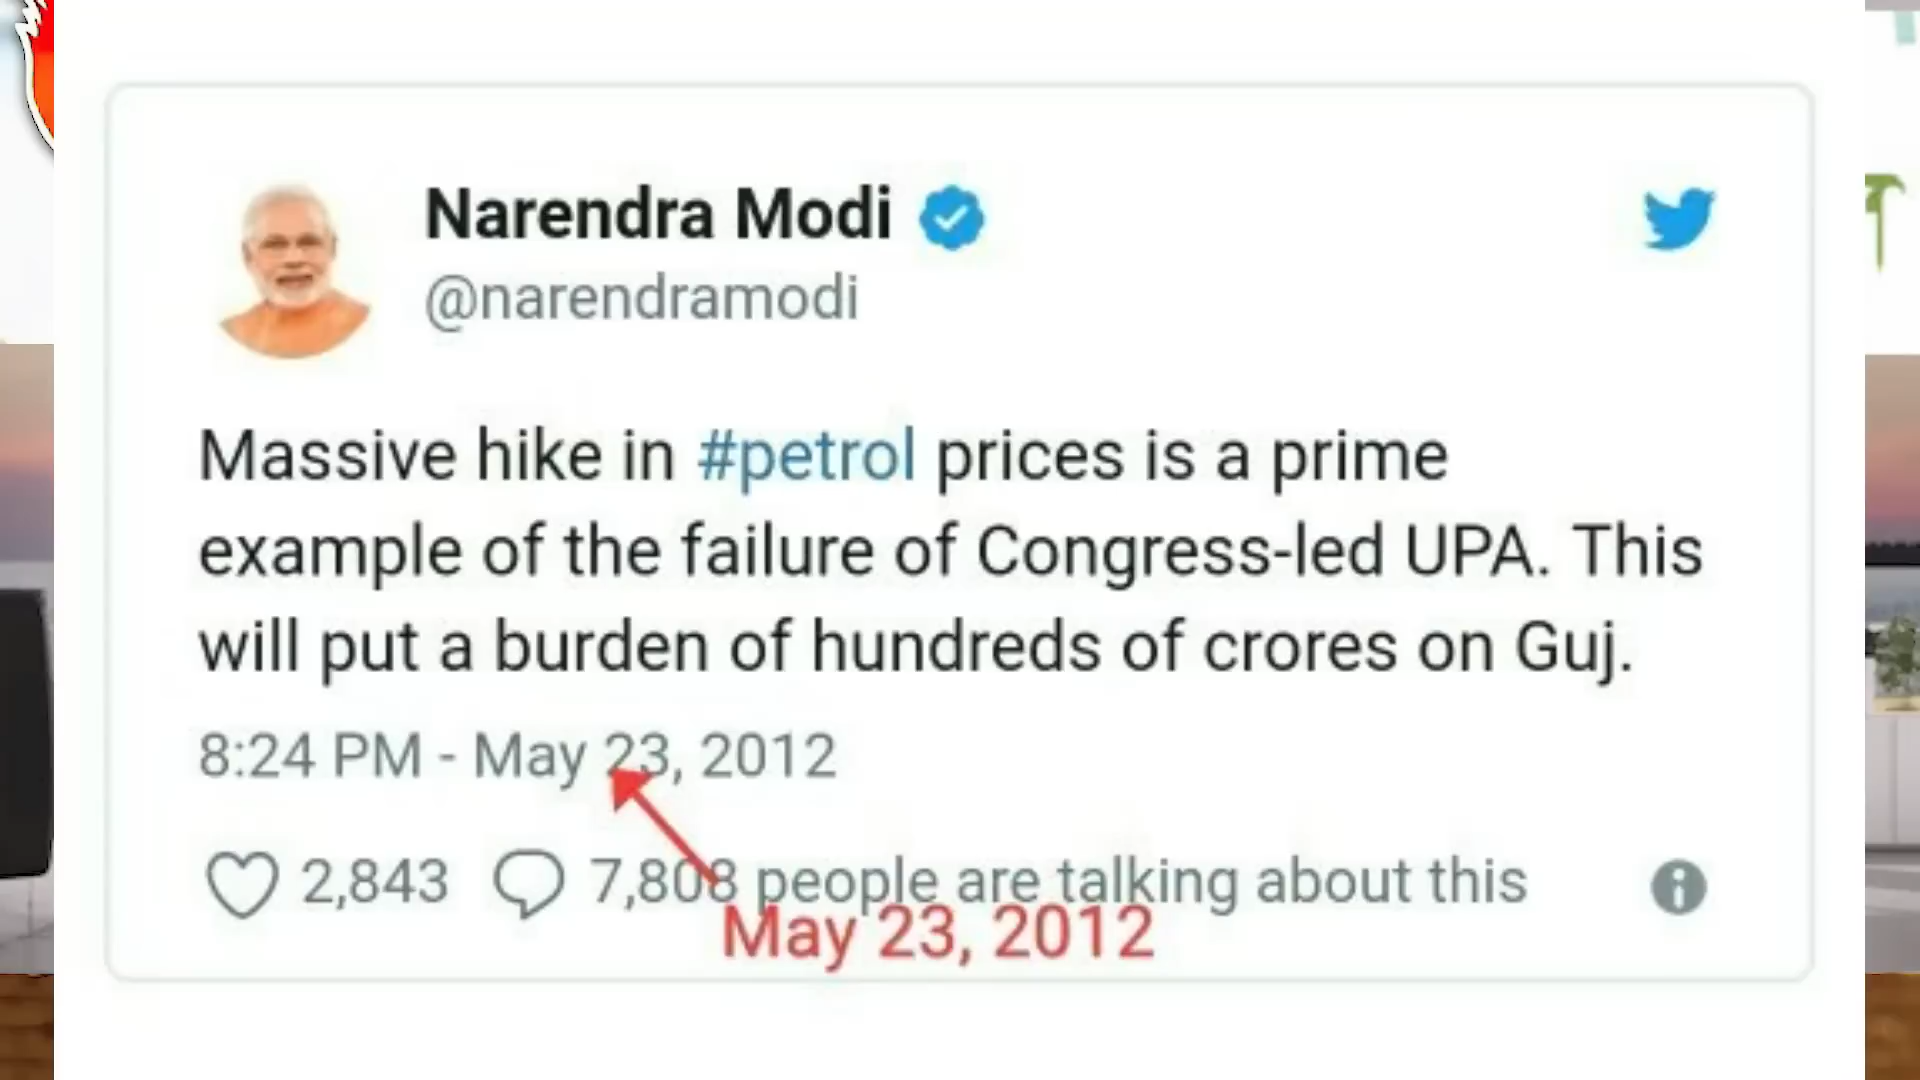 Narendra Modi
@narendramodi
Massive hike in #petrol prices is a prime
example of the failure of Congress-led UPA. This
will put a burden of hundreds of crores on Guj.
8:24 PM - May 23, 2012
2,843 7,808 people are talking about this
May 23, 2012